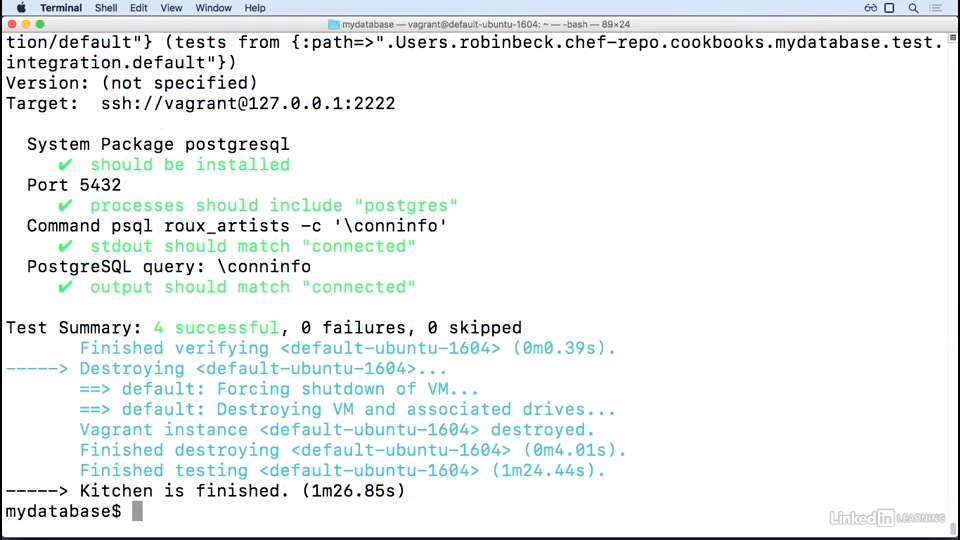 Terminal Shell Edit View Window Help
mydatabase — vagrant@default-ubuntu-1604: ~ — -bash — 89×24
tion/default"} (tests from {:path=>".Users.robinbeck.chef-repo.cookbooks.mydatabase.test.
integration.default"})
Version: (not specified)
Target:  ssh://vagrant@127.0.0.1:2222
System Package postgresql
✔ should be installed
Port 5432
✔ processes should include "postgres"
Command psql roux_artists -c '\conninfo'
✔ stdout should match "connected"
PostgreSQL query: \conninfo
✔ output should match "connected"
Test Summary: 4 successful, 0 failures, 0 skipped
Finished verifying <default-ubuntu-1604> (0m0.39s).
-----> Destroying <default-ubuntu-1604>...
==> default: Forcing shutdown of VM...
==> default: Destroying VM and associated drives...
Vagrant instance <default-ubuntu-1604> destroyed.
Finished destroying <default-ubuntu-1604> (0m4.01s).
Finished testing <default-ubuntu-1604> (1m24.44s).
-----> Kitchen is finished. (1m26.85s)
mydatabase$
LinkedIn LEARNING